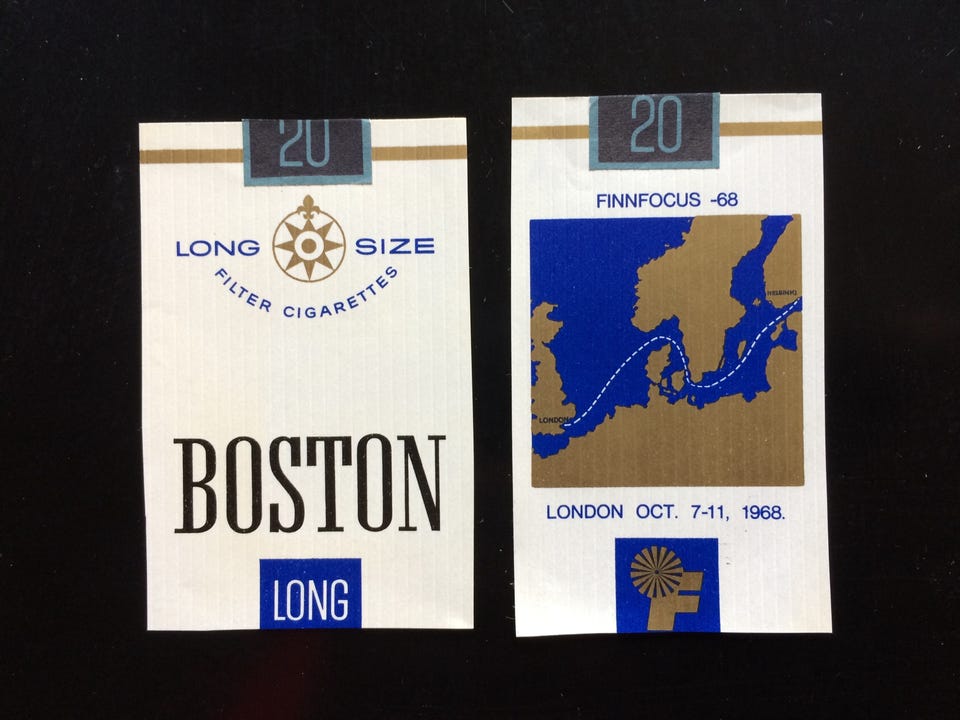 20
LONG SIZE
FILTER CIGARETTES
BOSTON
LONG
20
FINNFOCUS -68
HELSINKI
LONDON
LONDON OCT. 7-11, 1968.
F